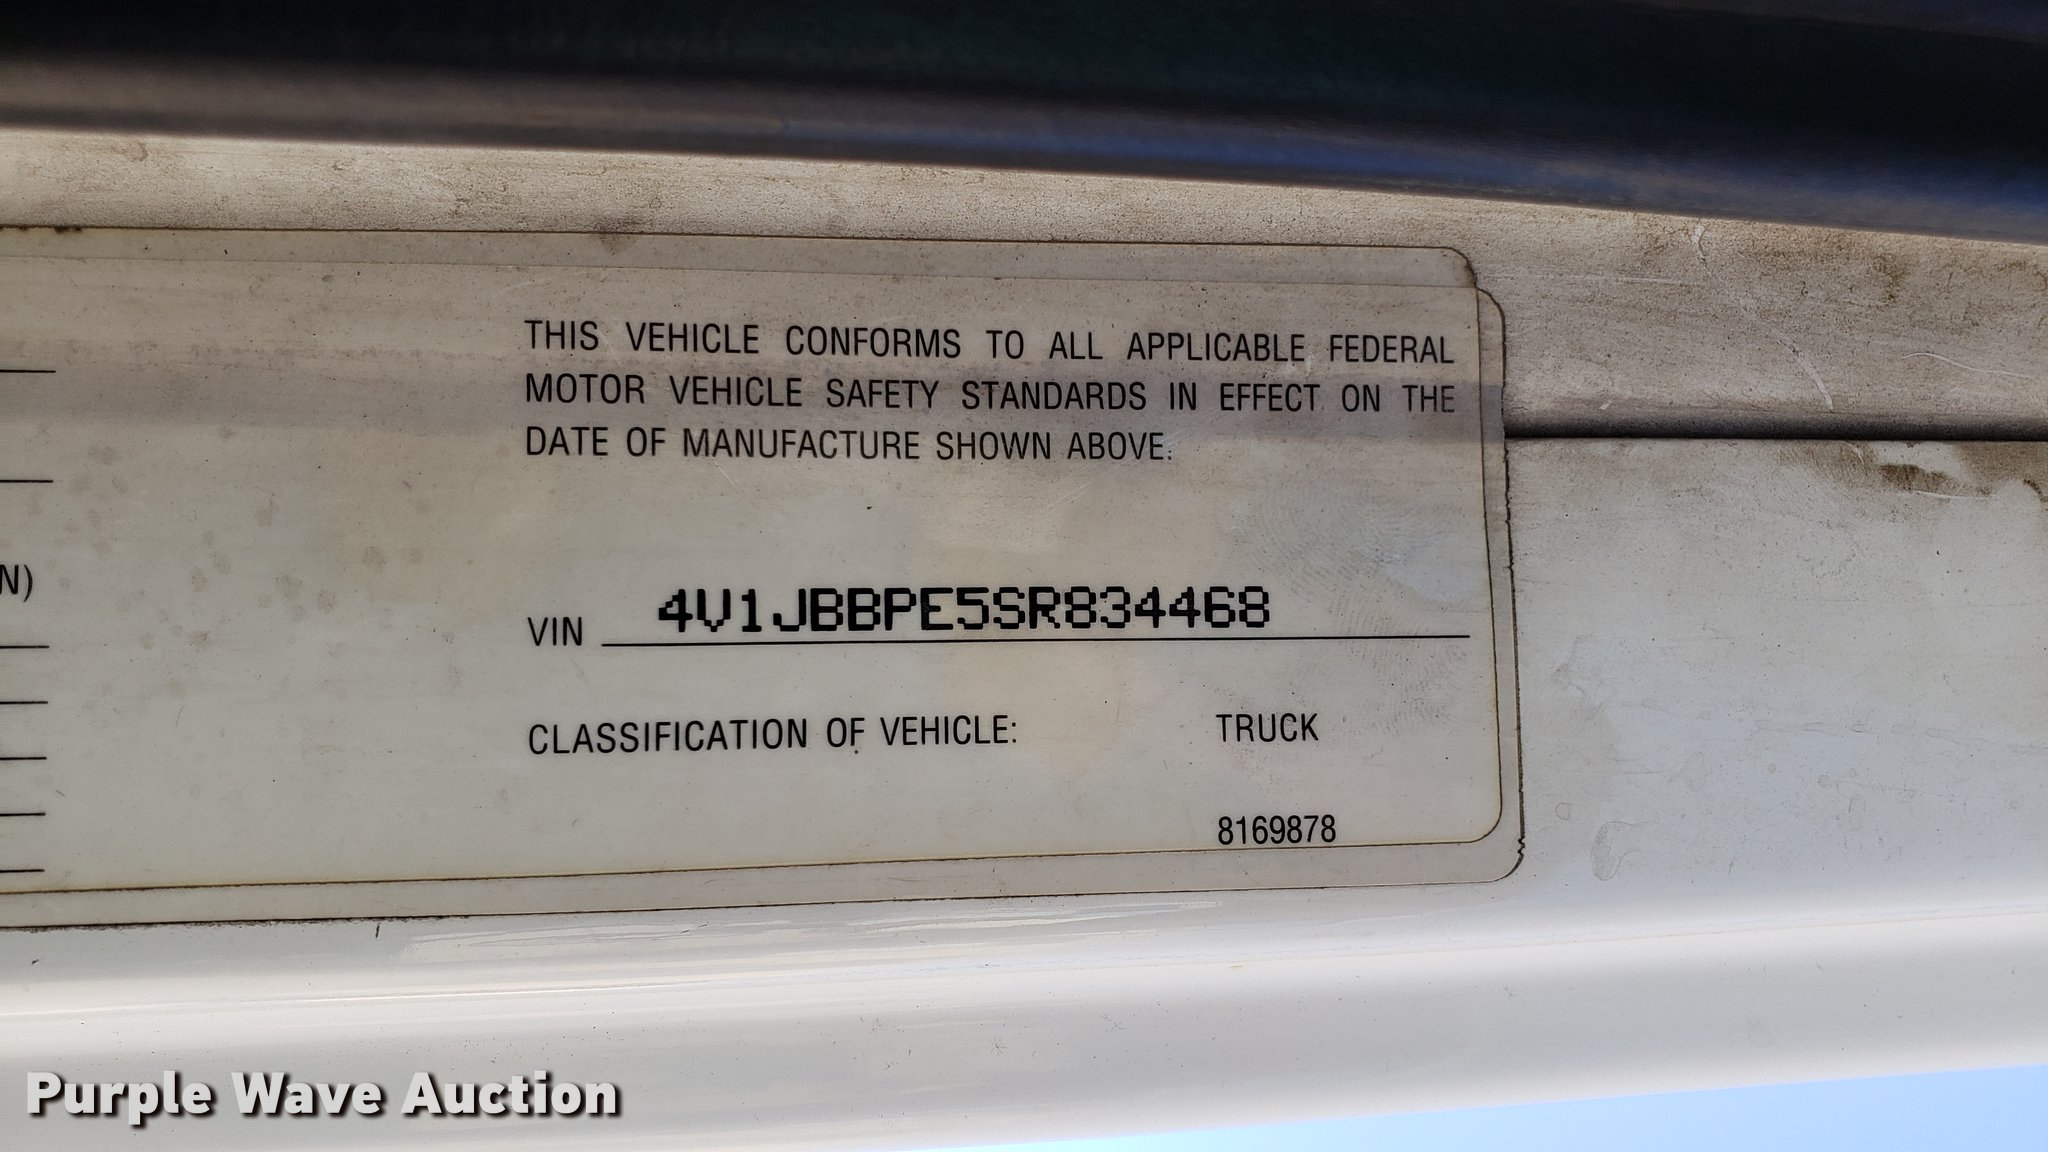 THIS VEHICLE CONFORMS TO ALL APPLICABLE FEDERAL
MOTOR VEHICLE SAFETY STANDARDS IN EFFECT ON THE
DATE OF MANUFACTURE SHOWN ABOVE.
N)
VIN 4V1JBBPE5SR834468
CLASSIFICATION OF VEHICLE: TRUCK
8169878
Purple Wave Auction